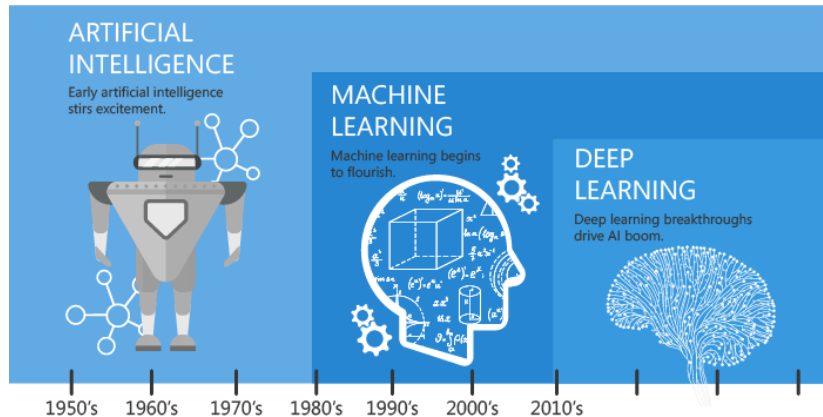 ARTIFICIAL
INTELLIGENCE
Early artificial intelligence
stirs excitement.
MACHINE
LEARNING
Machine learning begins
to flourish.
DEEP
LEARNING
Deep learning breakthroughs
drive AI boom.
1950's 1960's 1970's 1980's 1990's 2000's 2010's